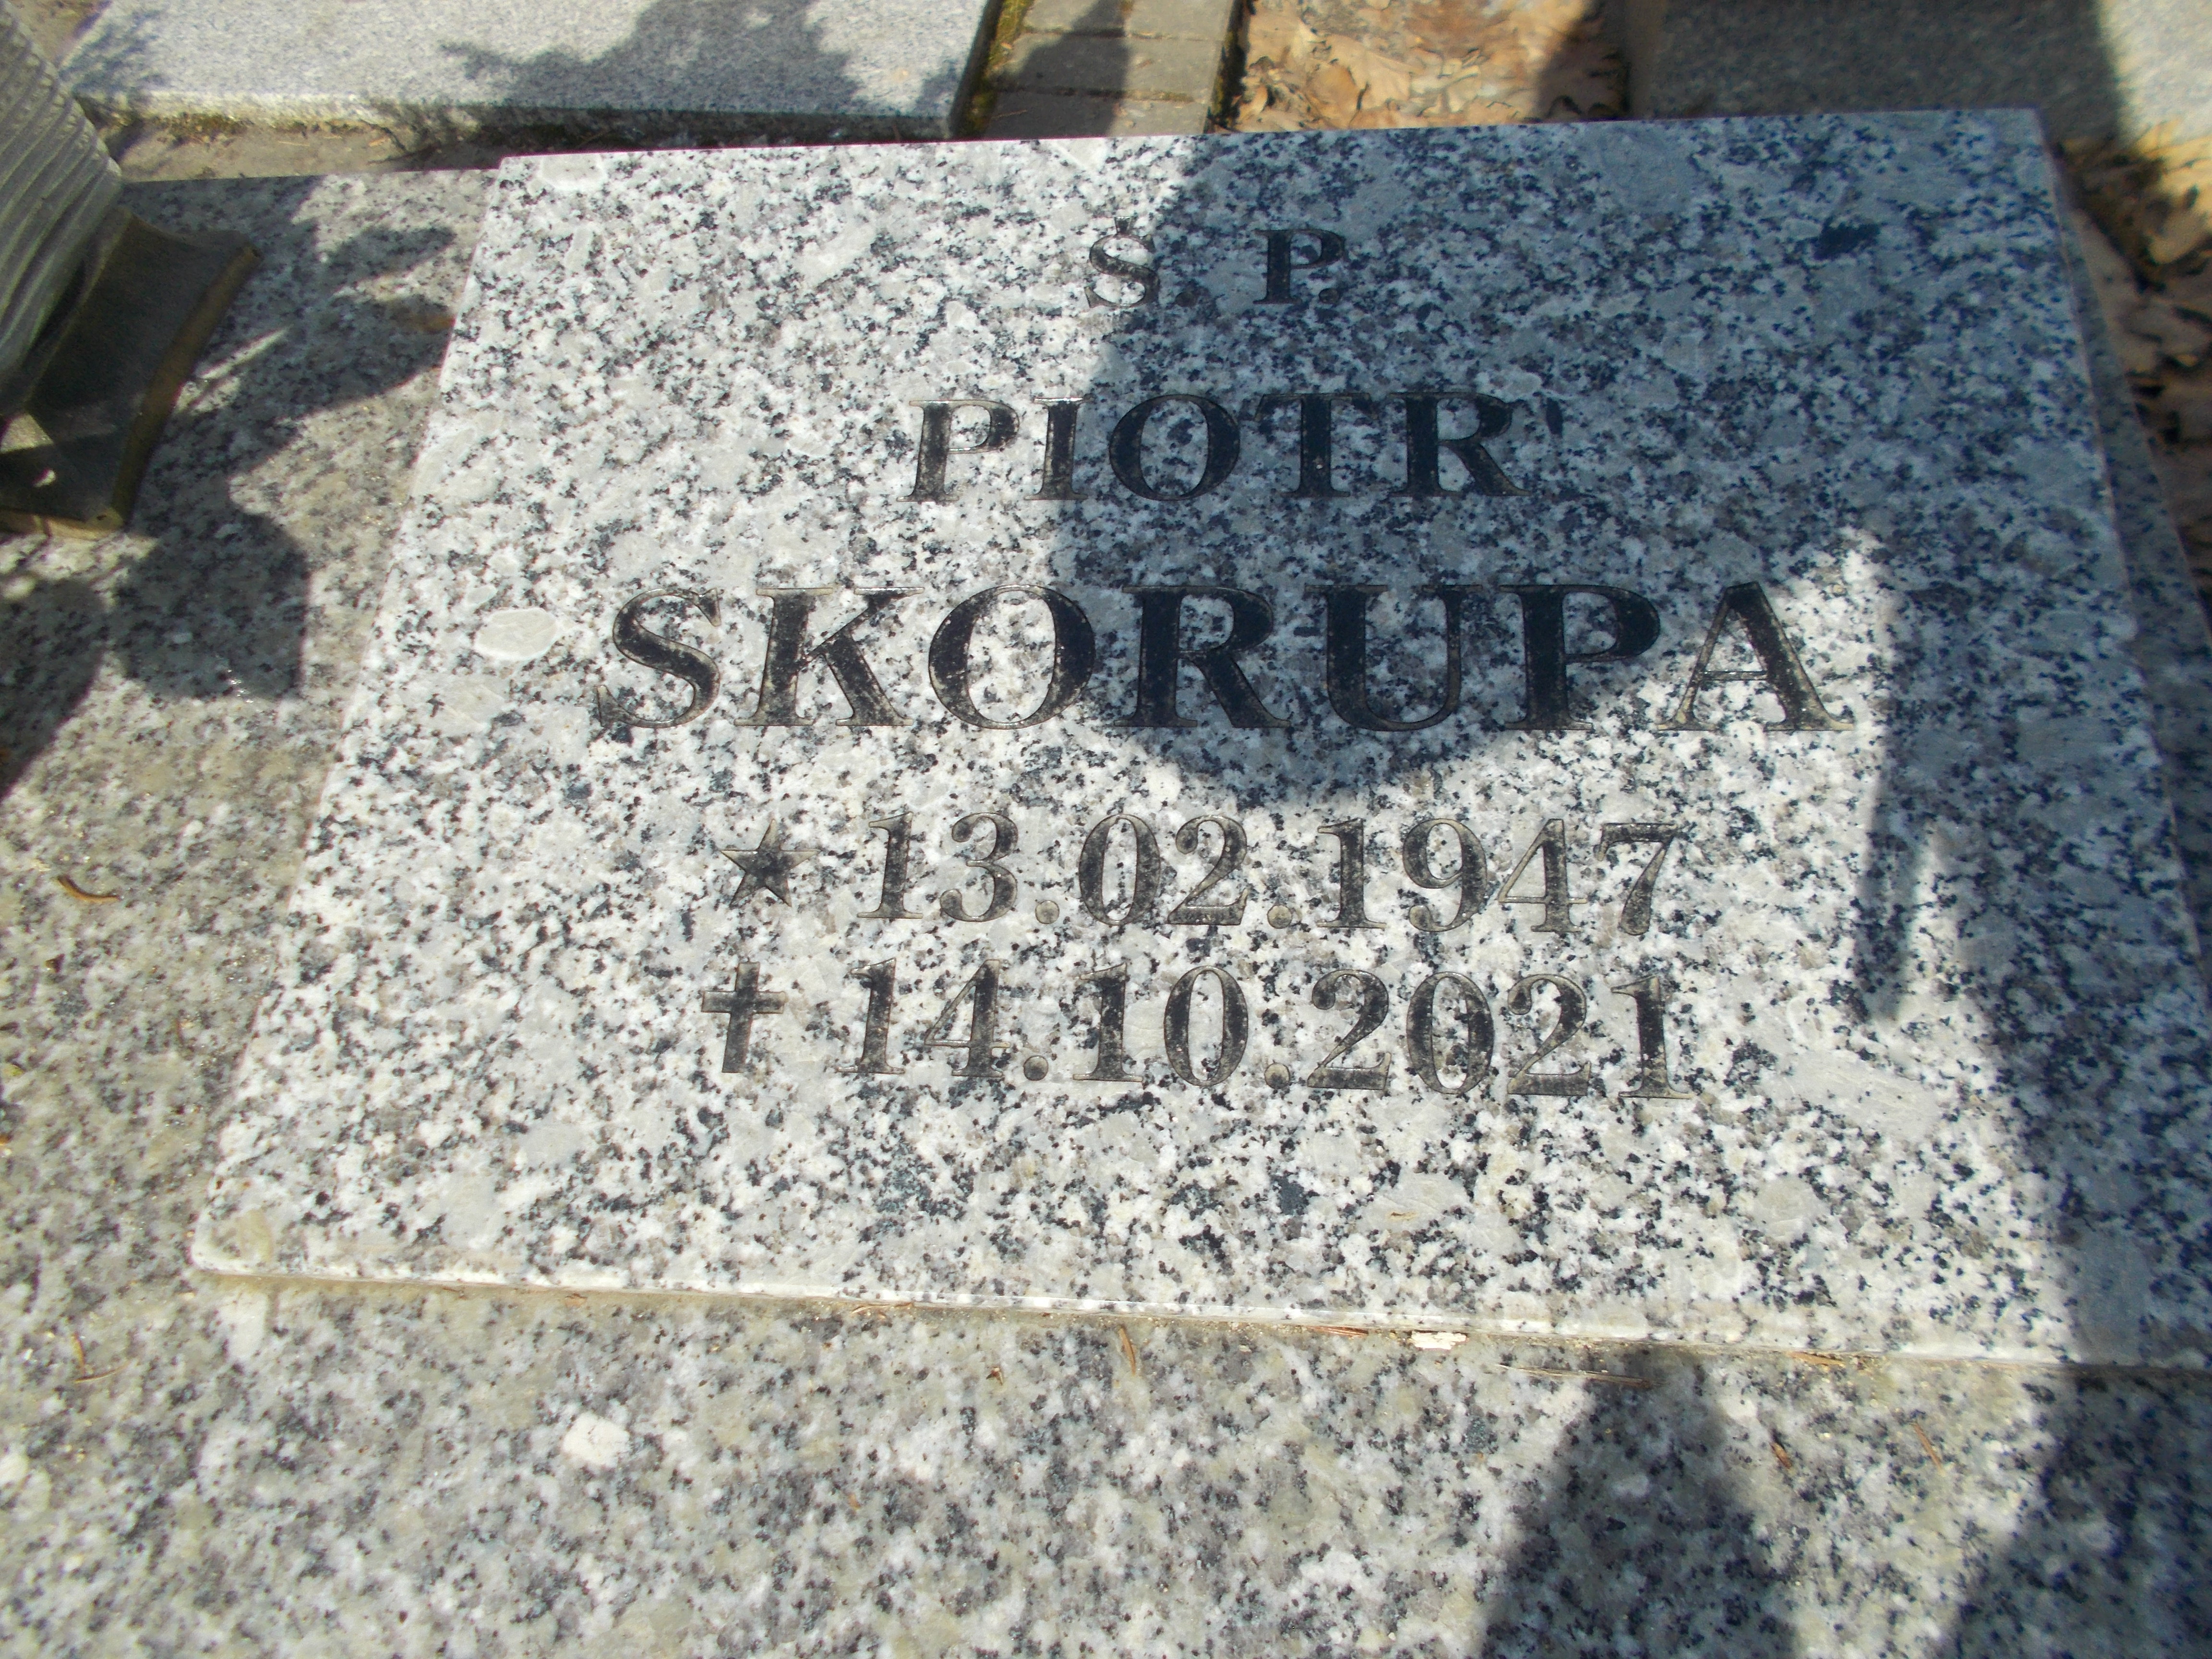 Ś. P.
PIOTR
SKORUPA
★ 13.02.1947
✝ 14.10.2021